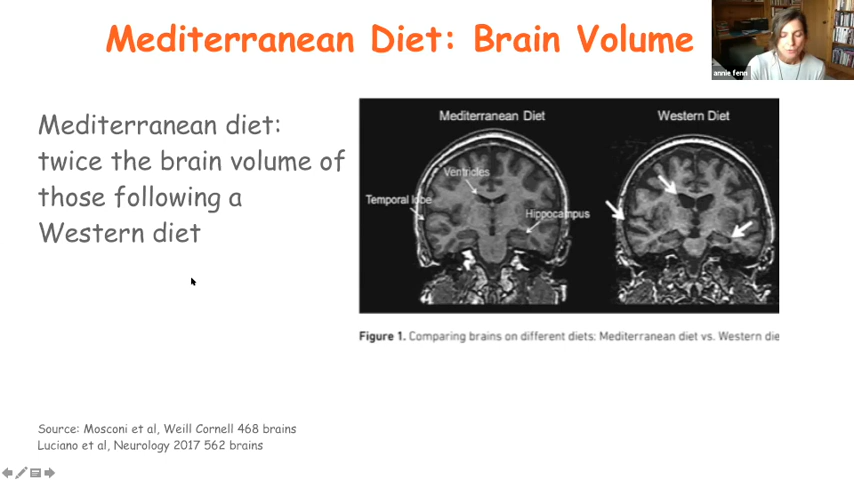 Mediterranean Diet: Brain Volume
annie fenn
Mediterranean diet:
twice the brain volume of
those following a
Western diet
Mediterranean Diet
Western Diet
Ventricles
Temporal lobe
Hippocampus
Figure 1. Comparing brains on different diets: Mediterranean diet vs. Western die
Source: Mosconi et al, Weill Cornell 468 brains
Luciano et al, Neurology 2017 562 brains